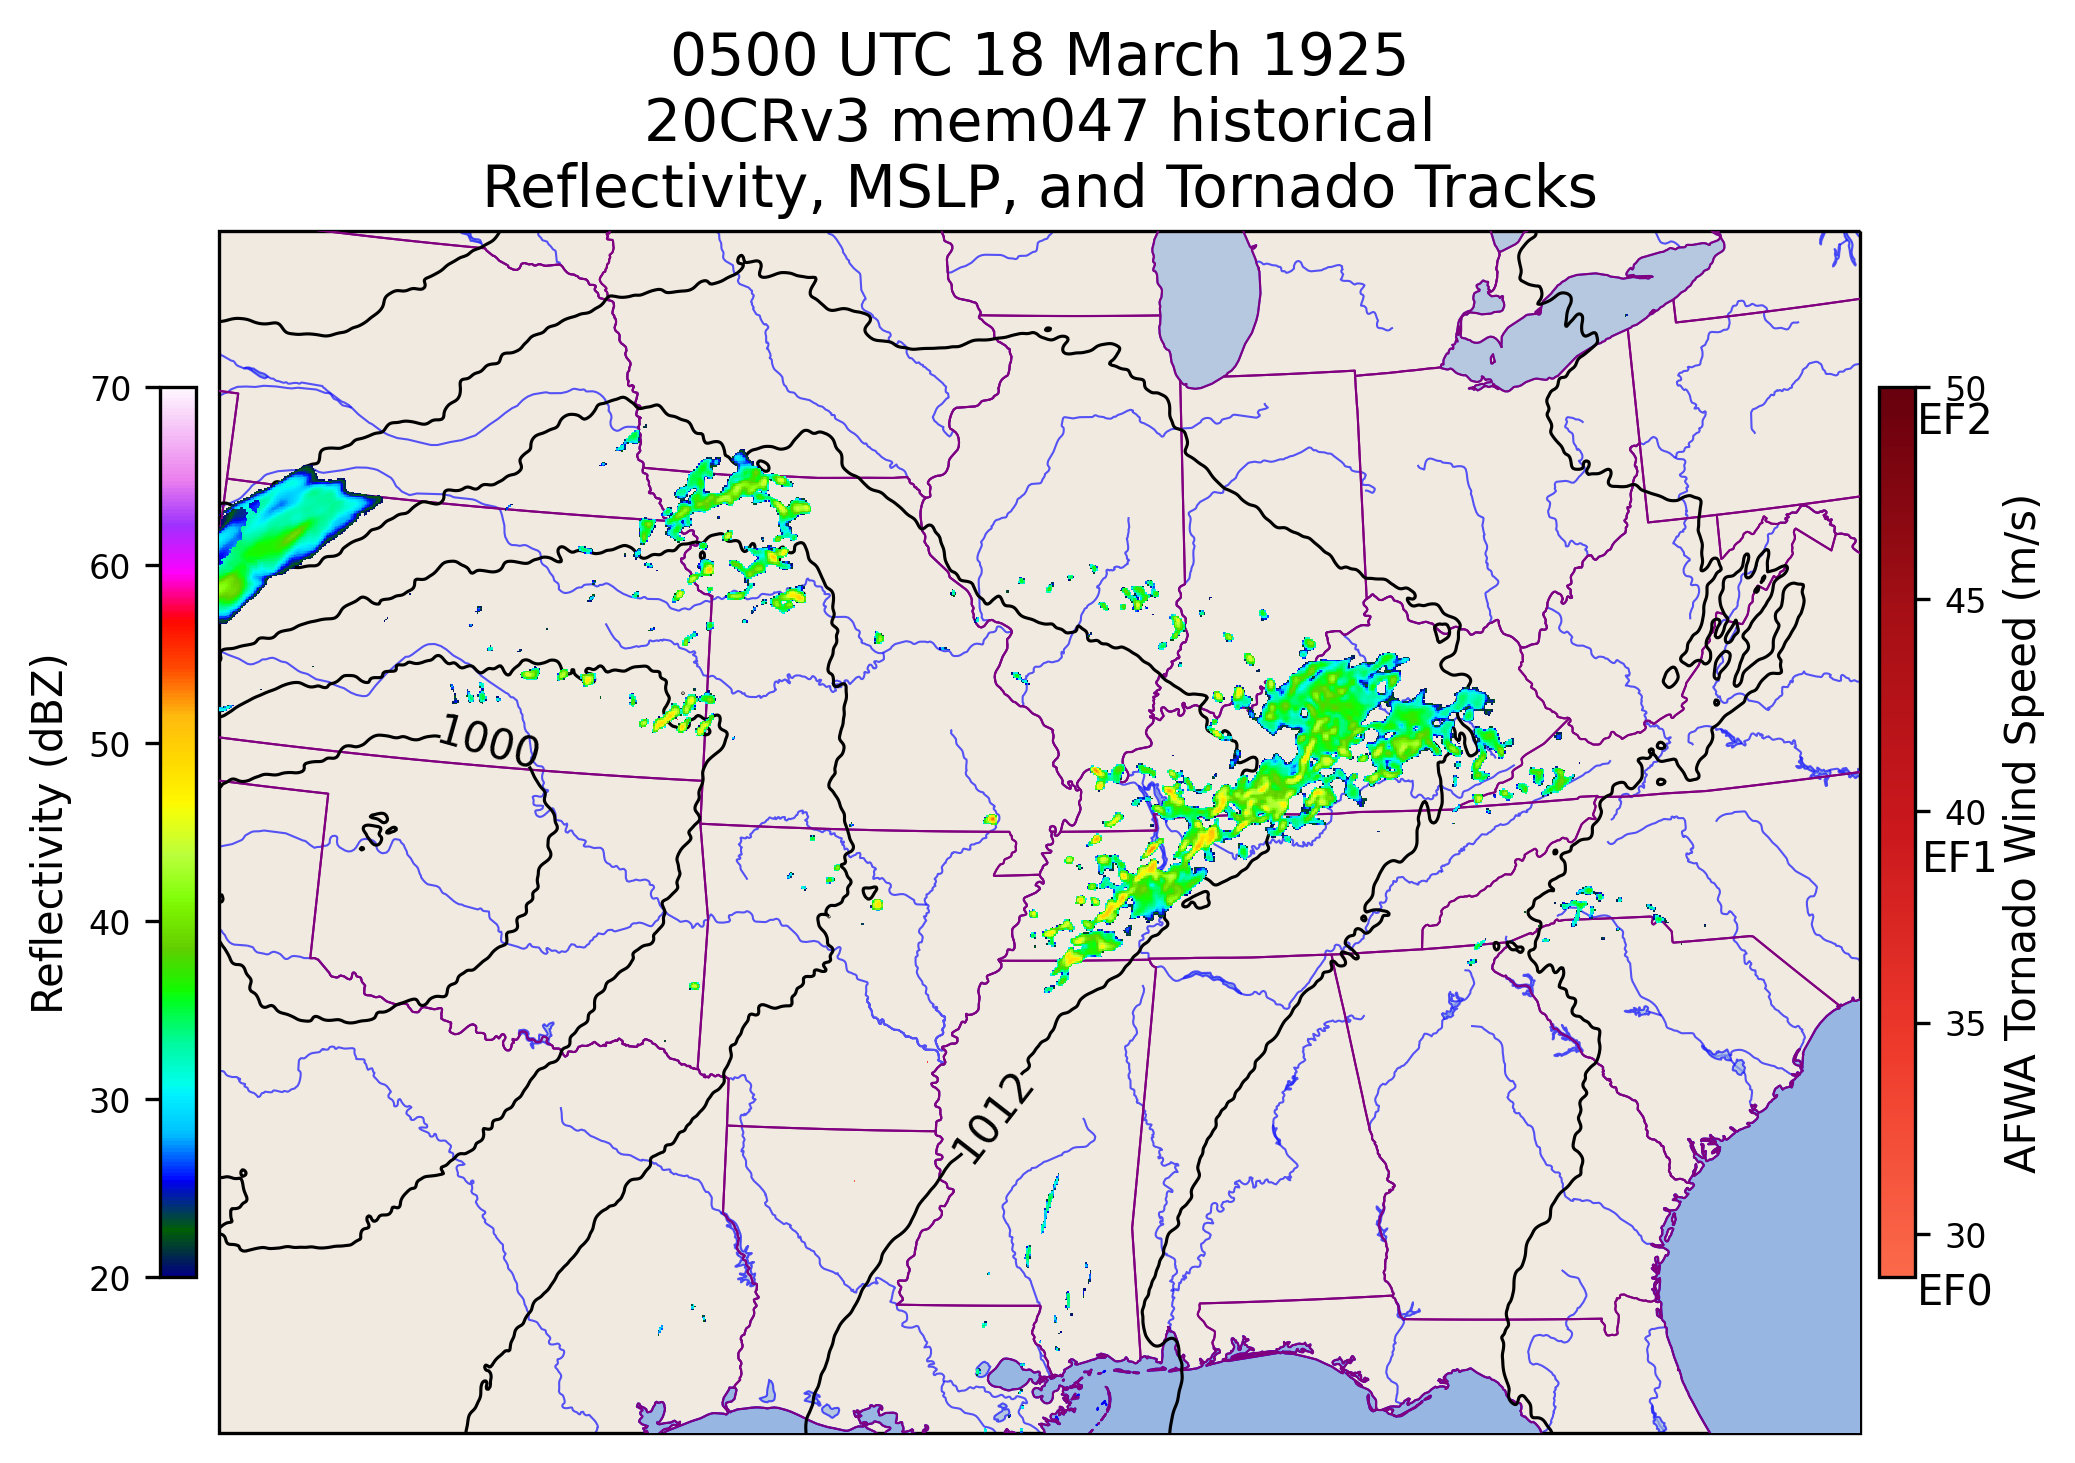 0500 UTC 18 March 1925
20CRv3 mem047 historical
Reflectivity, MSLP, and Tornado Tracks
70
60
50
40
30
20
Reflectivity (dBZ)
1000
1012
50
EF2
45
40
EF1
35
30
EF0
AFWA Tornado Wind Speed (m/s)